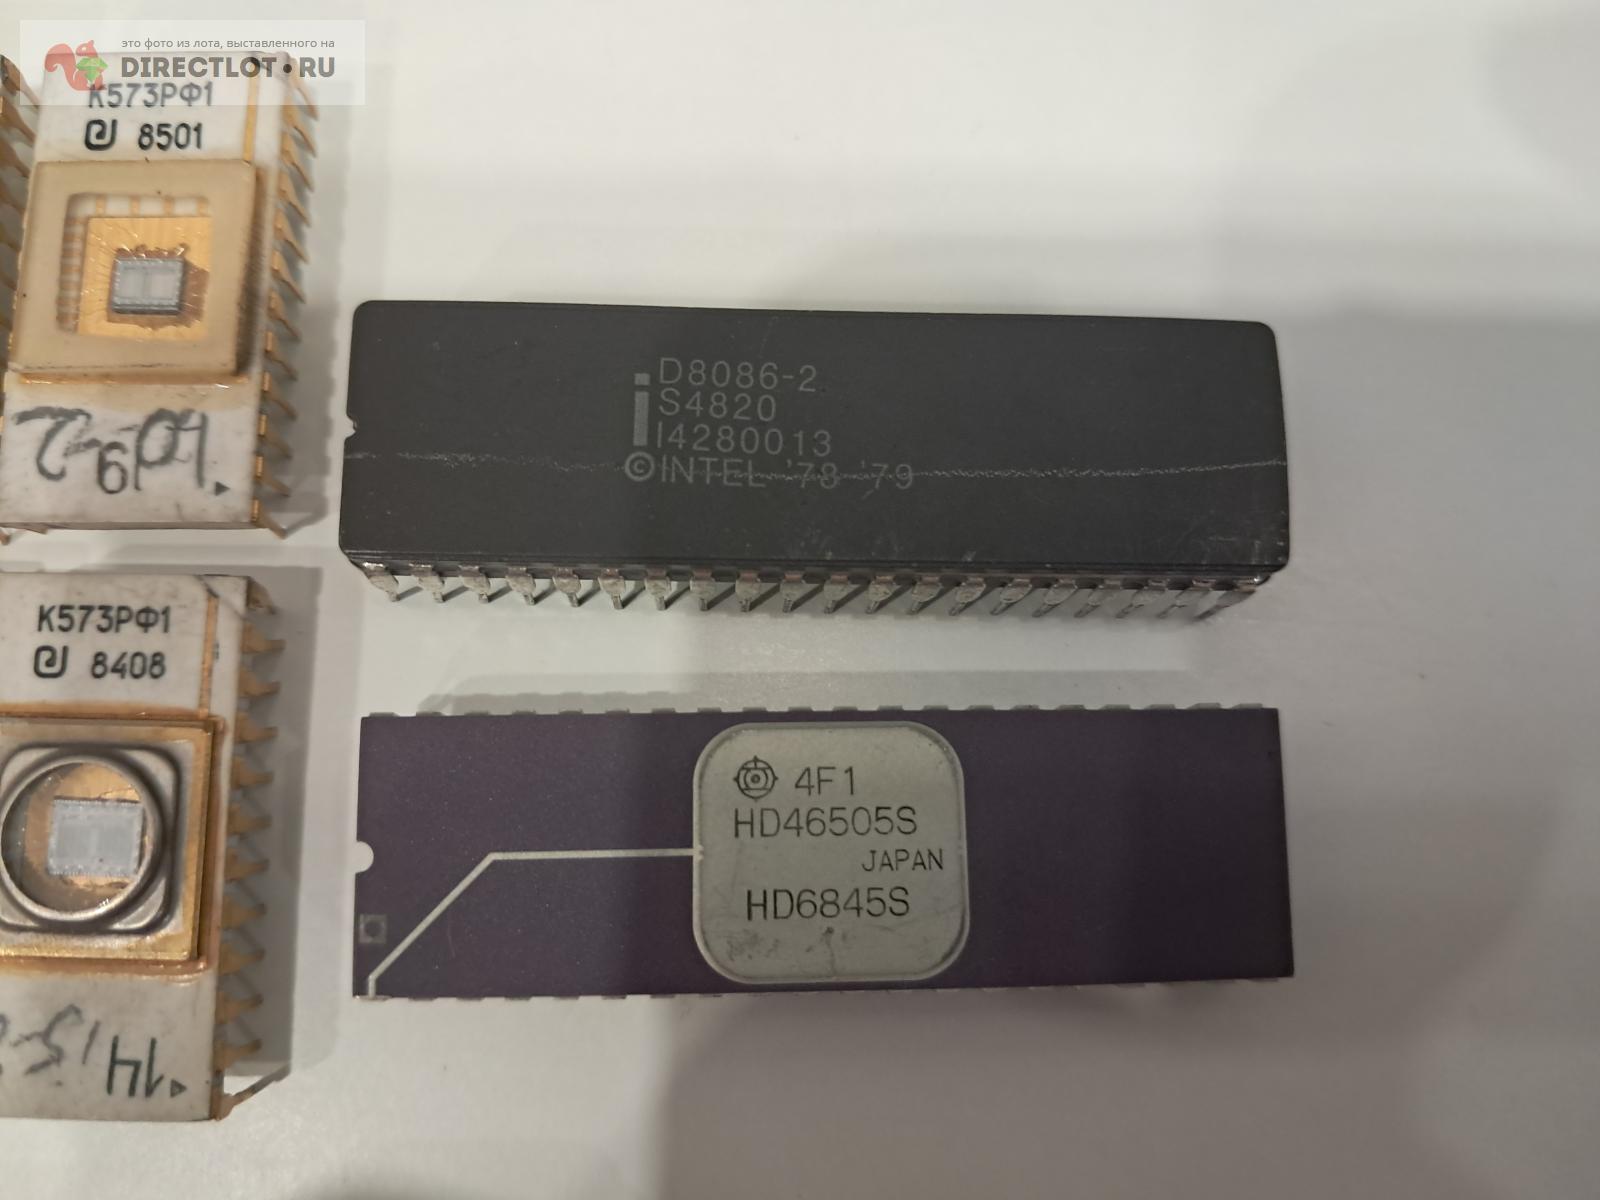 это фото из лота, выставленного на
DIRECTLOT.RU
К573РФ1
8501
К573РФ1
8408
14
D8086-2
S4820
I4280013
©INTEL '78 '79
4F1
HD46505S
JAPAN
HD6845S